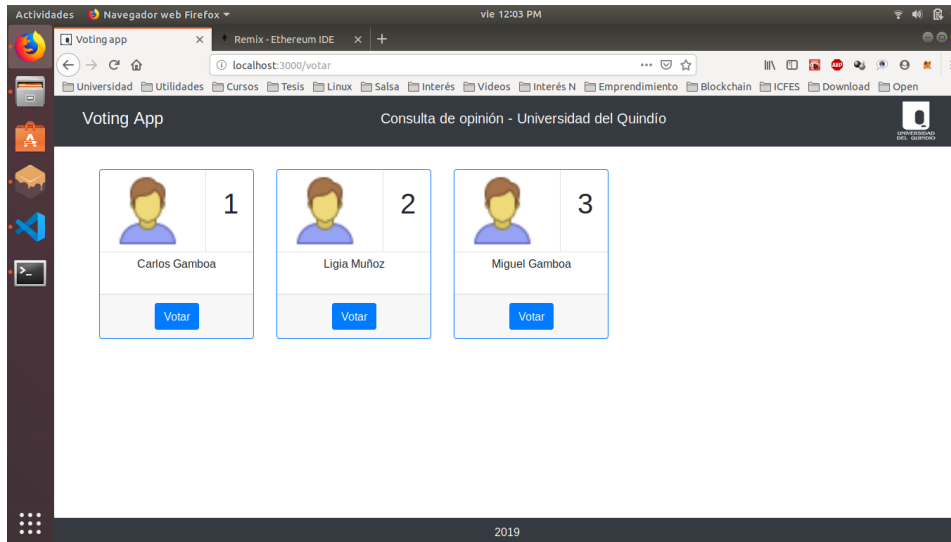 Actividades Navegador web Firefox vie 12:03 PM
Voting app Remix - Ethereum IDE
localhost:3000/votar
Universidad Utilidades Cursos Tesis Linux Salsa Interés Videos Interés N Emprendimiento Blockchain ICFES Download Open
Voting App Consulta de opinión - Universidad del Quindío
UNIVERSIDAD
DEL QUINDIO
1 2 3
Carlos Gamboa Ligia Muñoz Miguel Gamboa
Votar Votar Votar
2019